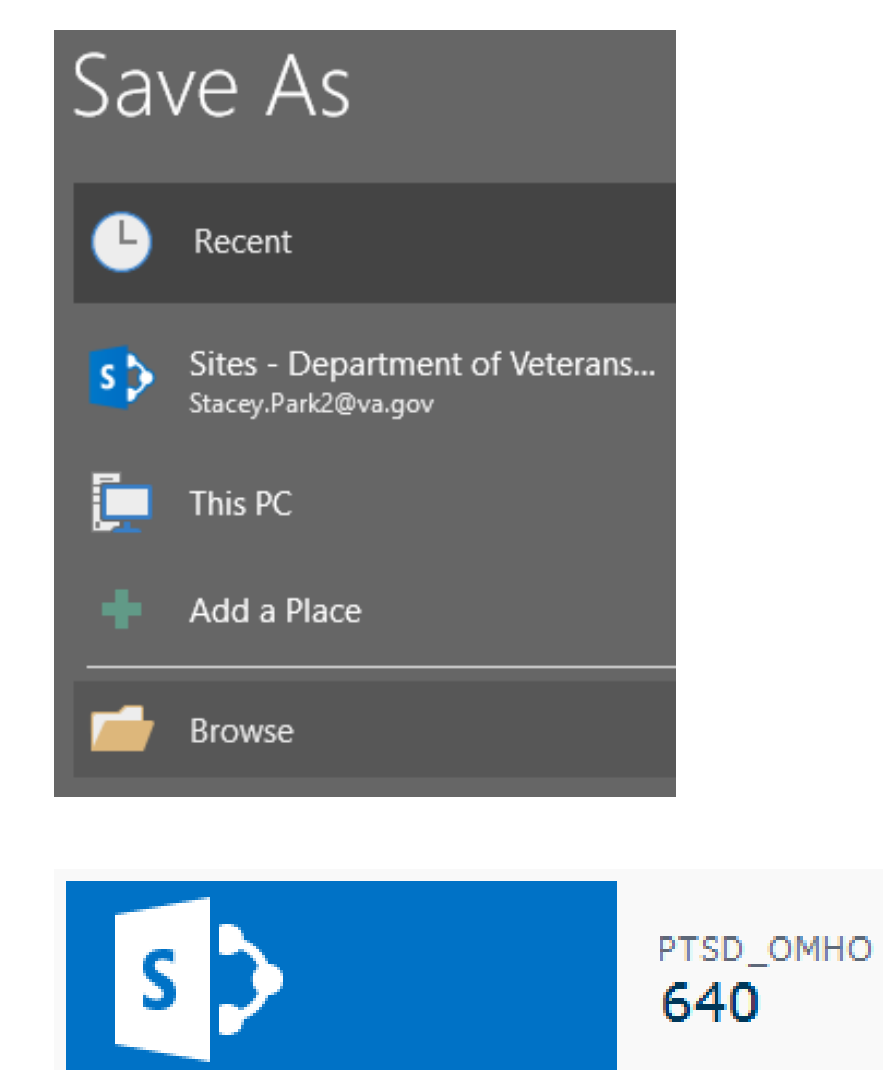 Save As
Recent
S
Sites - Department of Veterans...
Stacey.Park2@va.gov
This PC
Add a Place
Browse
S
PTSD_OMHO
640